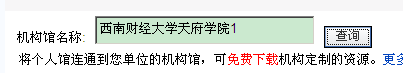 机构馆名称: 西南财经大学天府学院1 查询
将个人馆连通到您单位的机构馆，可免费下载机构定制的资源。